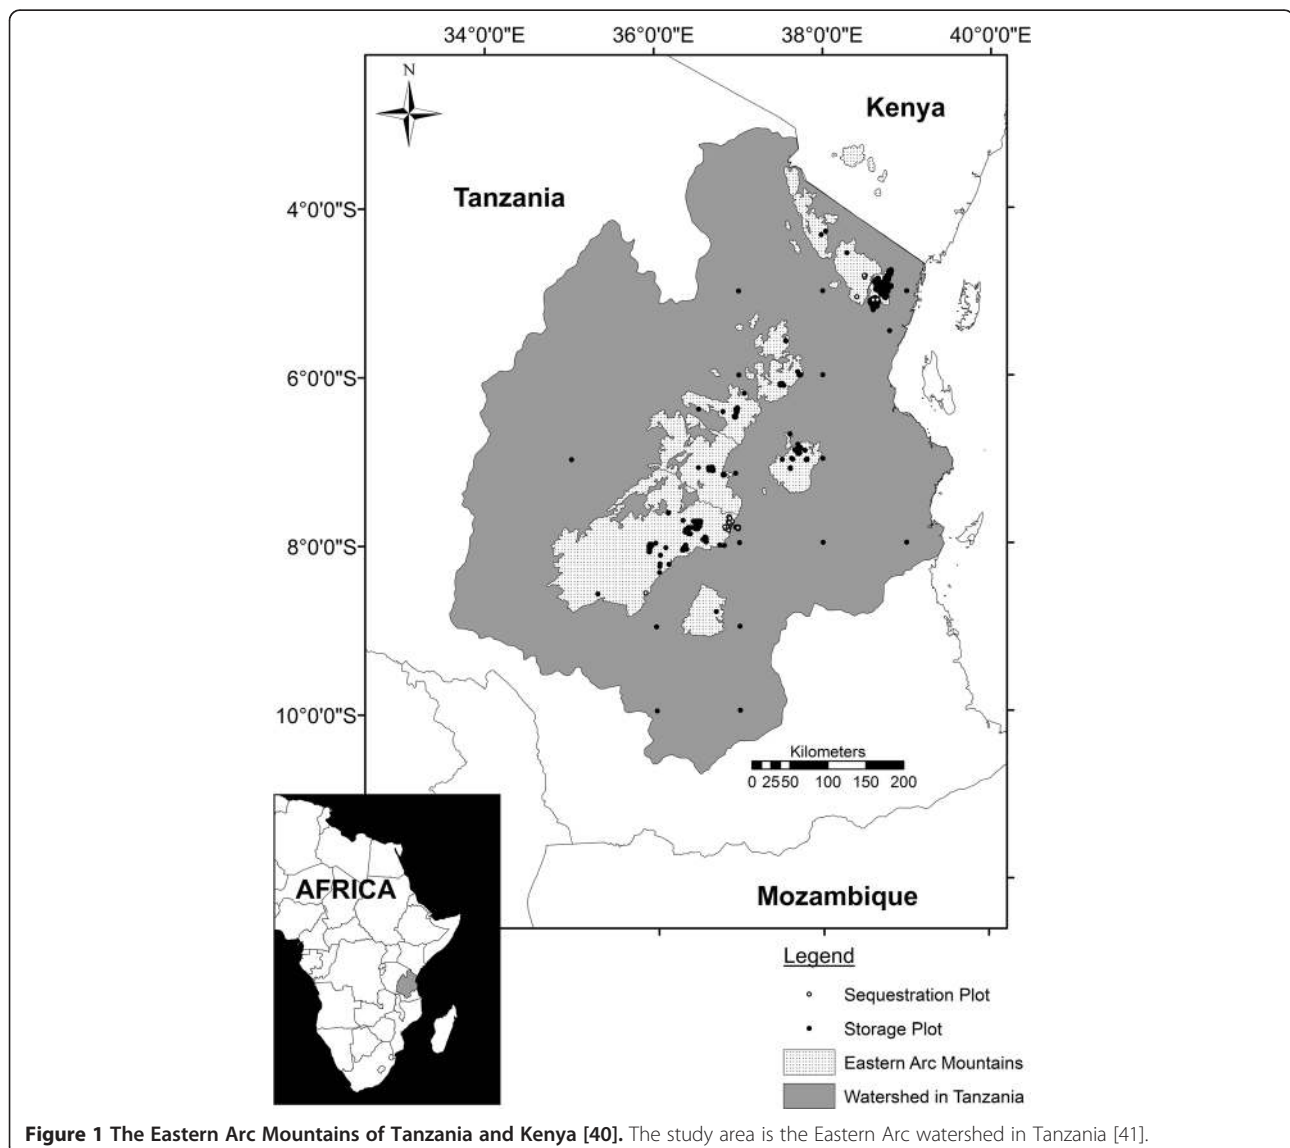 34°0'0"E 36°0'0"E 38°0'0"E 40°0'0"E
N
Kenya
Tanzania
4°0'0"S
6°0'0"S
8°0'0"S
10°0'0"S
Kilometers
0 25 50 100 150 200
AFRICA
Mozambique
Legend
Sequestration Plot
Storage Plot
Eastern Arc Mountains
Watershed in Tanzania
Figure 1 The Eastern Arc Mountains of Tanzania and Kenya [40]. The study area is the Eastern Arc watershed in Tanzania [41].